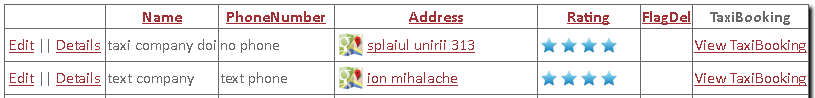 Name PhoneNumber Address Rating FlagDel TaxiBooking
Edit || Details taxi company doi no phone splaiul unirii 313 View TaxiBooking
Edit || Details text company text phone ion mihalache View TaxiBooking